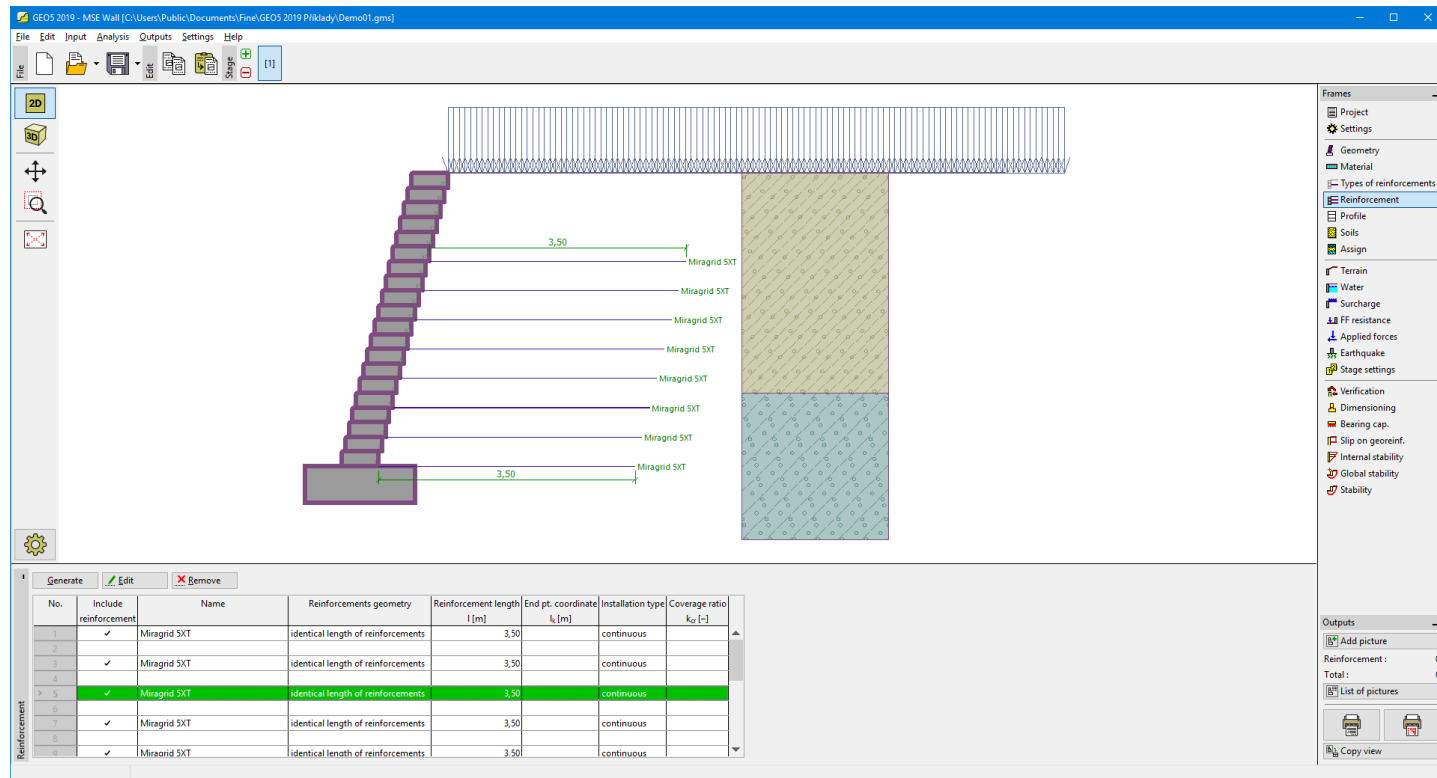 GEO5 2019 - MSE Wall [C:\Users\Public\Documents\Fine\GEO5 2019 Příklady\Demo01.gms]
File Edit Input Analysis Outputs Settings Help
File Edit Stage [1]
2D
3D
3,50
Miragrid 5XT
Miragrid 5XT
Miragrid 5XT
Miragrid 5XT
Miragrid 5XT
Miragrid 5XT
Miragrid 5XT
Miragrid 5XT
3,50
Frames
Project
Settings
Geometry
Material
Types of reinforcements
Reinforcement
Profile
Soils
Assign
Terrain
Water
Surcharge
FF resistance
Applied forces
Earthquake
Stage settings
Verification
Dimensioning
Bearing cap.
Slip on georeinf.
Internal stability
Global stability
Stability
Reinforcement
Generate Edit Remove
No. Include reinforcement Name Reinforcements geometry Reinforcement length l [m] End pt. coordinate lk [m] Installation type Coverage ratio kcr [–]
1 Miragrid 5XT identical length of reinforcements 3,50 continuous
2
3 Miragrid 5XT identical length of reinforcements 3,50 continuous
4
> 5 Miragrid 5XT identical length of reinforcements 3,50 continuous
6
7 Miragrid 5XT identical length of reinforcements 3,50 continuous
8
9 Miragrid 5XT identical length of reinforcements 3,50 continuous
Outputs
Add picture
Reinforcement :
Total :
List of pictures
Copy view